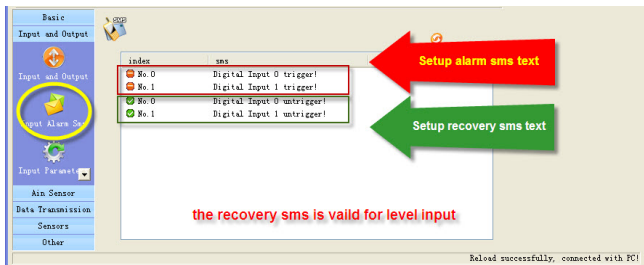 Basic
Input and Output
Input and Output
Input Alarm Sms
Input Paramet
Ain Sensor
Data Transmission
Sensors
Other
SMS
index sms
No.0 Digital Input 0 trigger!
No.1 Digital Input 1 trigger!
No.0 Digital Input 0 untrigger!
No.1 Digital Input 1 untrigger!
Setup alarm sms text
Setup recovery sms text
the recovery sms is vaild for level input
Reload successfully, connected with PC!